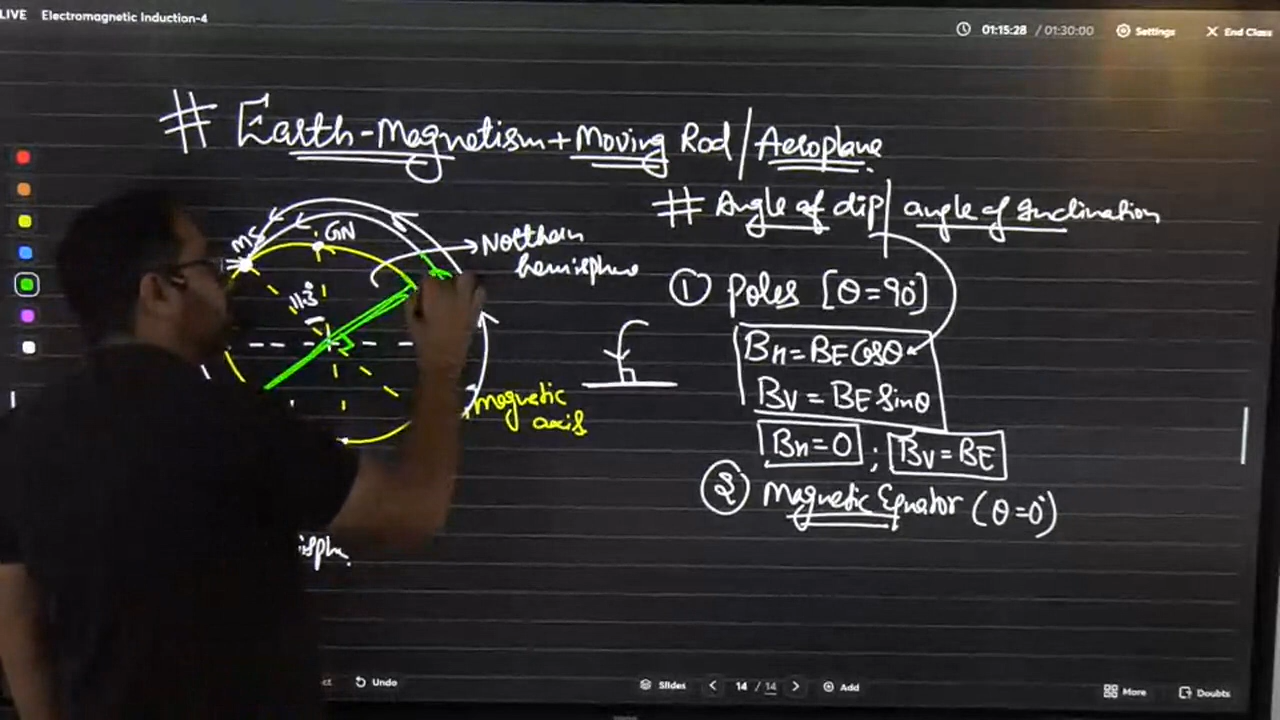 LIVE Electromagnetic Induction-4
01:15:28 / 01:30:00 Settings End Class
# Earth-Magnetism + Moving Rod / Aeroplane
# Angle of dip / angle of Inclination
MS
GN
Northern
hemisphere
11.3°
magnetic
axis
① Poles [θ = 90°]
BH = BE Cosθ
BV = BE Sinθ
BH = 0 ; BV = BE
② Magnetic Equator (θ = 0°)
Undo
Slides 14 / 14 Add
More Doubts